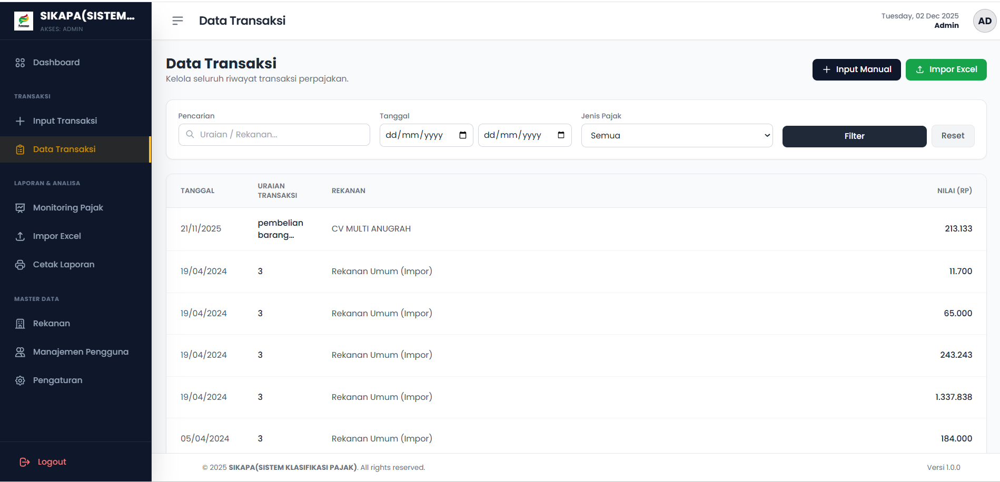 SIKAPA(SISTEM...
AKSES: ADMIN
Dashboard
TRANSAKSI
Input Transaksi
Data Transaksi
LAPORAN & ANALISA
Monitoring Pajak
Impor Excel
Cetak Laporan
MASTER DATA
Rekanan
Manajemen Pengguna
Pengaturan
Logout
Data Transaksi
Tuesday, 02 Dec 2025
Admin
AD
Data Transaksi
Kelola seluruh riwayat transaksi perpajakan.
Input Manual
Impor Excel
Pencarian
Uraian / Rekanan...
Tanggal
dd/mm/yyyy
dd/mm/yyyy
Jenis Pajak
Semua
Filter
Reset
TANGGAL URAIAN TRANSAKSI REKANAN NILAI (RP)
21/11/2025 pembelian barang... CV MULTI ANUGRAH 213.133
19/04/2024 3 Rekanan Umum (Impor) 11.700
19/04/2024 3 Rekanan Umum (Impor) 65.000
19/04/2024 3 Rekanan Umum (Impor) 243.243
19/04/2024 3 Rekanan Umum (Impor) 1.337.838
05/04/2024 3 Rekanan Umum (Impor) 184.000
© 2025 SIKAPA(SISTEM KLASIFIKASI PAJAK). All rights reserved.
Versi 1.0.0